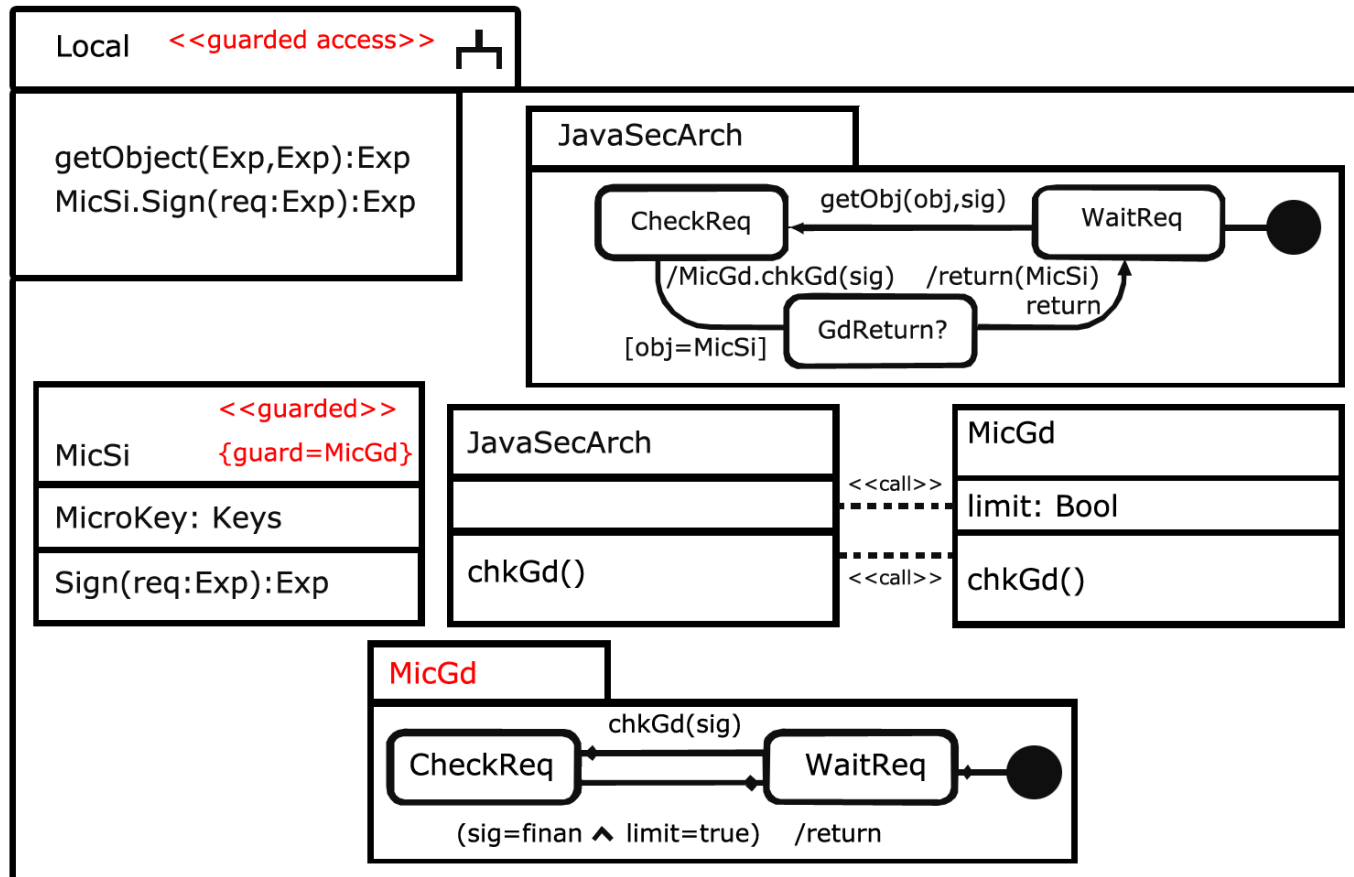 Local <<guarded access>>
getObject(Exp,Exp):Exp
MicSi.Sign(req:Exp):Exp
JavaSecArch
CheckReq
getObj(obj,sig)
WaitReq
/MicGd.chkGd(sig)
/return(MicSi)
return
[obj=MicSi]
GdReturn?
<<guarded>>
MicSi {guard=MicGd}
MicroKey: Keys
Sign(req:Exp):Exp
JavaSecArch
chkGd()
<<call>>
<<call>>
MicGd
limit: Bool
chkGd()
MicGd
chkGd(sig)
CheckReq
WaitReq
(sig=finan ∧ limit=true) /return